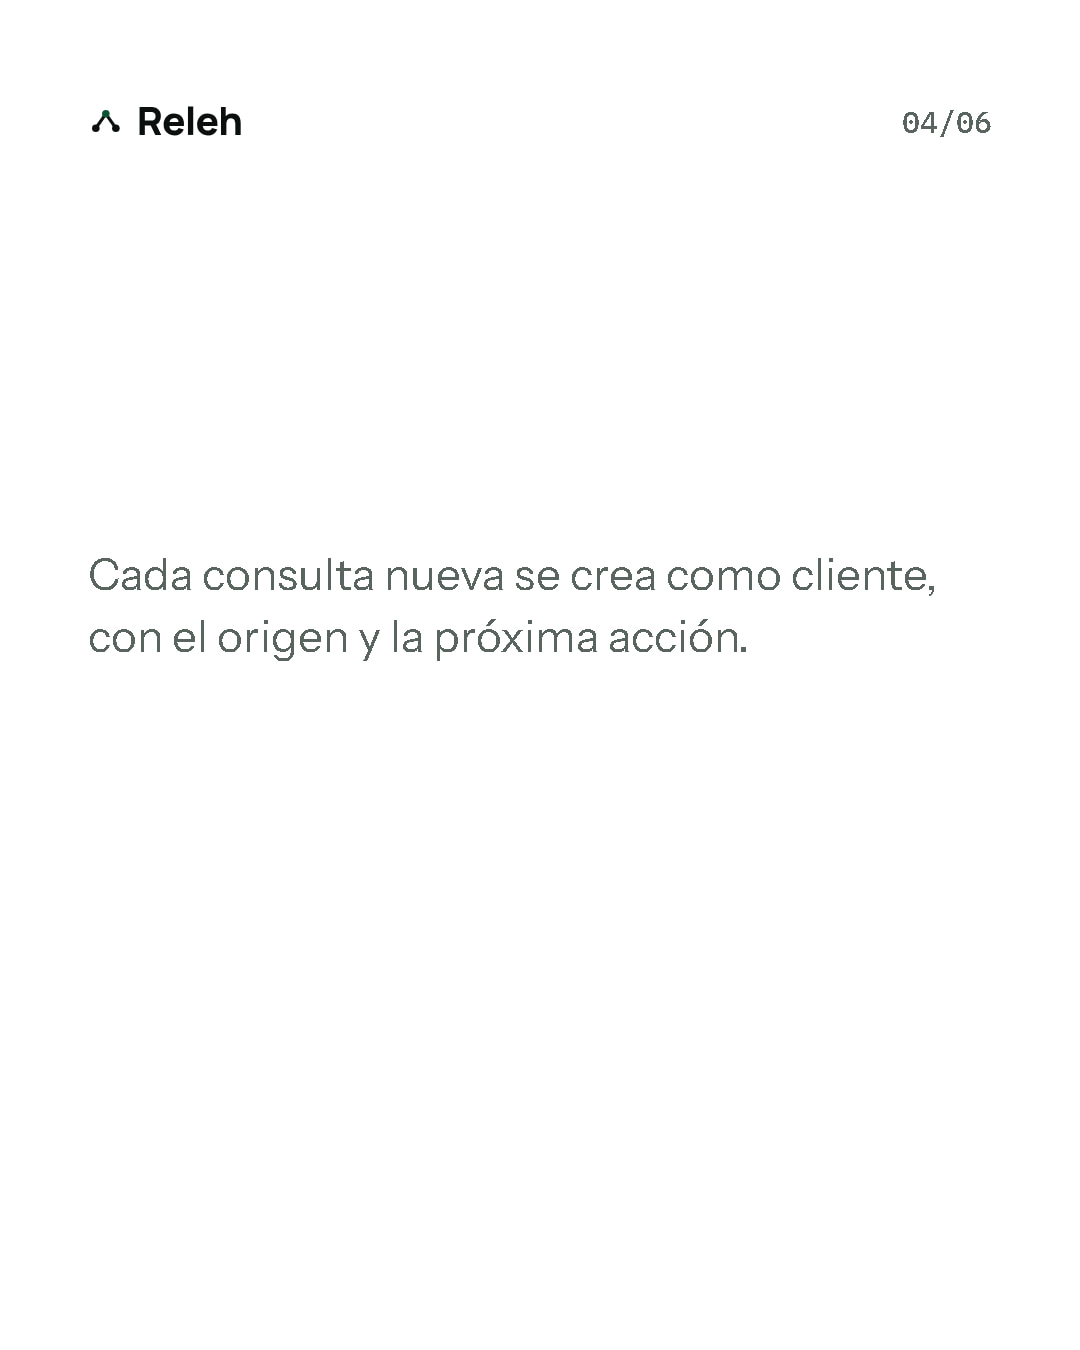 Releh
04/06
Cada consulta nueva se crea como cliente,
con el origen y la próxima acción.